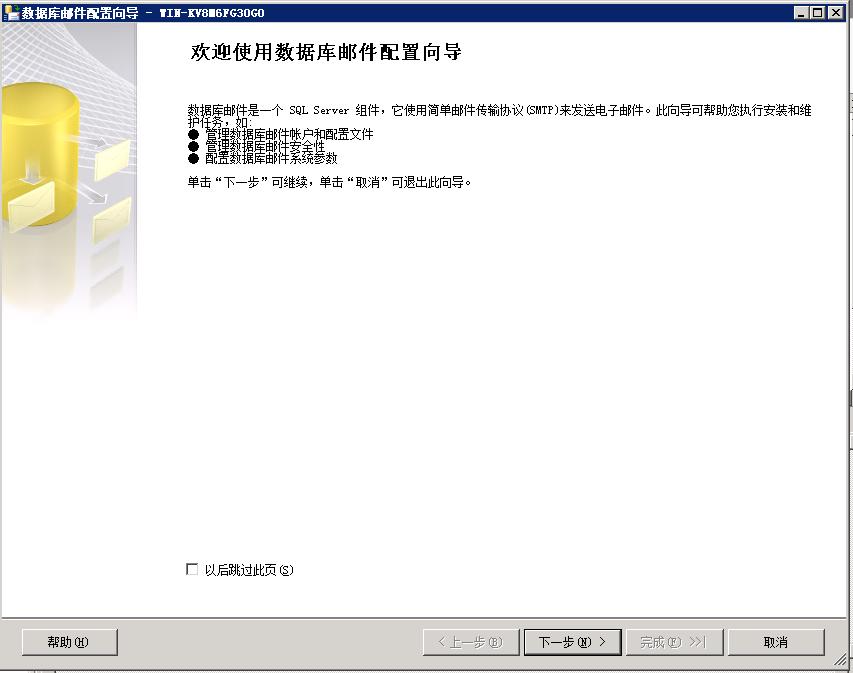 数据库邮件配置向导 - WIN-KV8M6FG30G0
欢迎使用数据库邮件配置向导
数据库邮件是一个 SQL Server 组件，它使用简单邮件传输协议(SMTP)来发送电子邮件。此向导可帮助您执行安装和维
护任务，如:
● 管理数据库邮件帐户和配置文件
● 管理数据库邮件安全性
● 配置数据库邮件系统参数
单击“下一步”可继续，单击“取消”可退出此向导。
以后跳过此页(S)
帮助(H)
< 上一步(B)
下一步(N) >
完成(F) >>|
取消